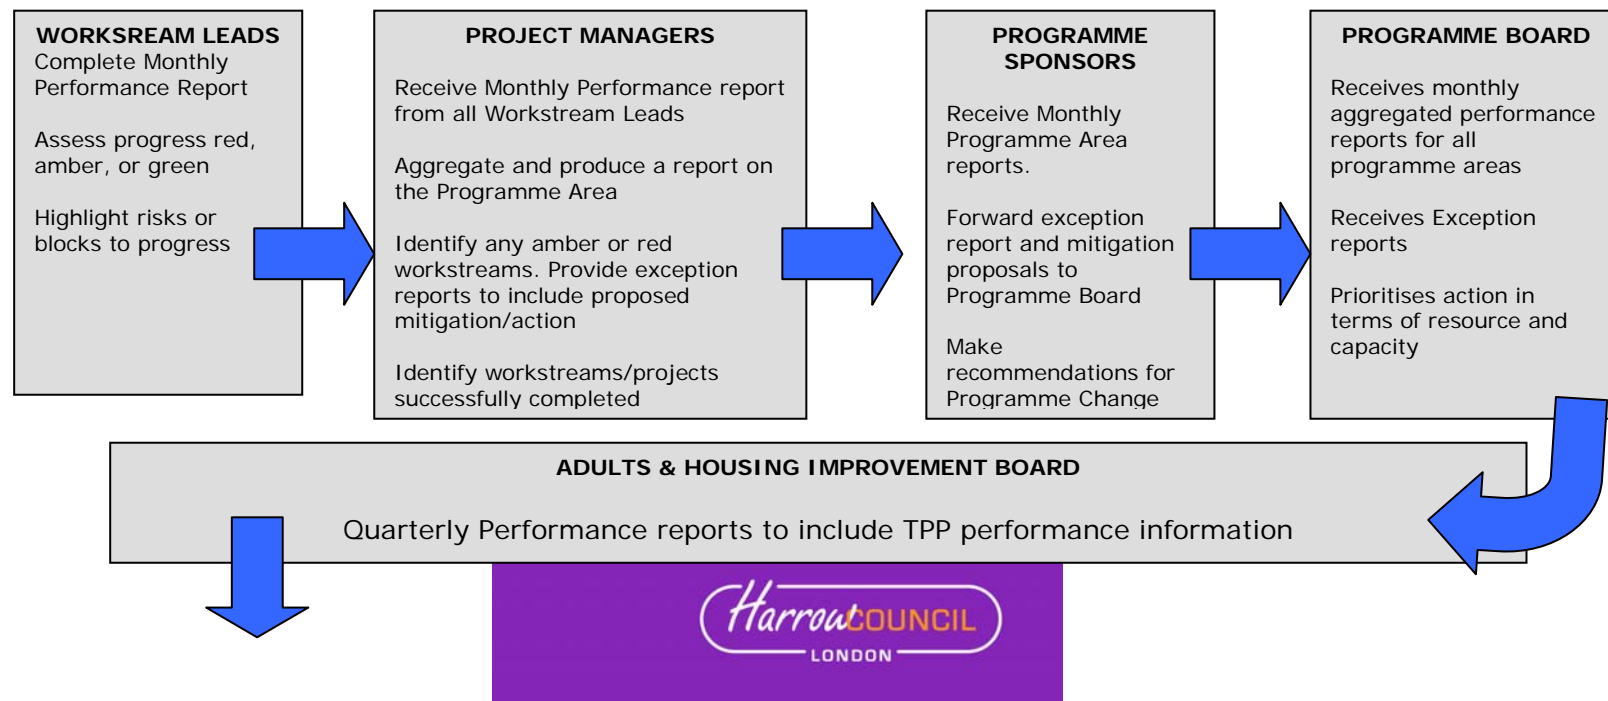 WORKSREAM LEADS
Complete Monthly
Performance Report
Assess progress red,
amber, or green
Highlight risks or
blocks to progress
PROJECT MANAGERS
Receive Monthly Performance report
from all Workstream Leads
Aggregate and produce a report on
the Programme Area
Identify any amber or red
workstreams. Provide exception
reports to include proposed
mitigation/action
Identify workstreams/projects
successfully completed
PROGRAMME
SPONSORS
Receive Monthly
Programme Area
reports.
Forward exception
report and mitigation
proposals to
Programme Board
Make
recommendations for
Programme Change
PROGRAMME BOARD
Receives monthly
aggregated performance
reports for all
programme areas
Receives Exception
reports
Prioritises action in
terms of resource and
capacity
ADULTS & HOUSING IMPROVEMENT BOARD
Quarterly Performance reports to include TPP performance information
HarrowCOUNCIL
LONDON